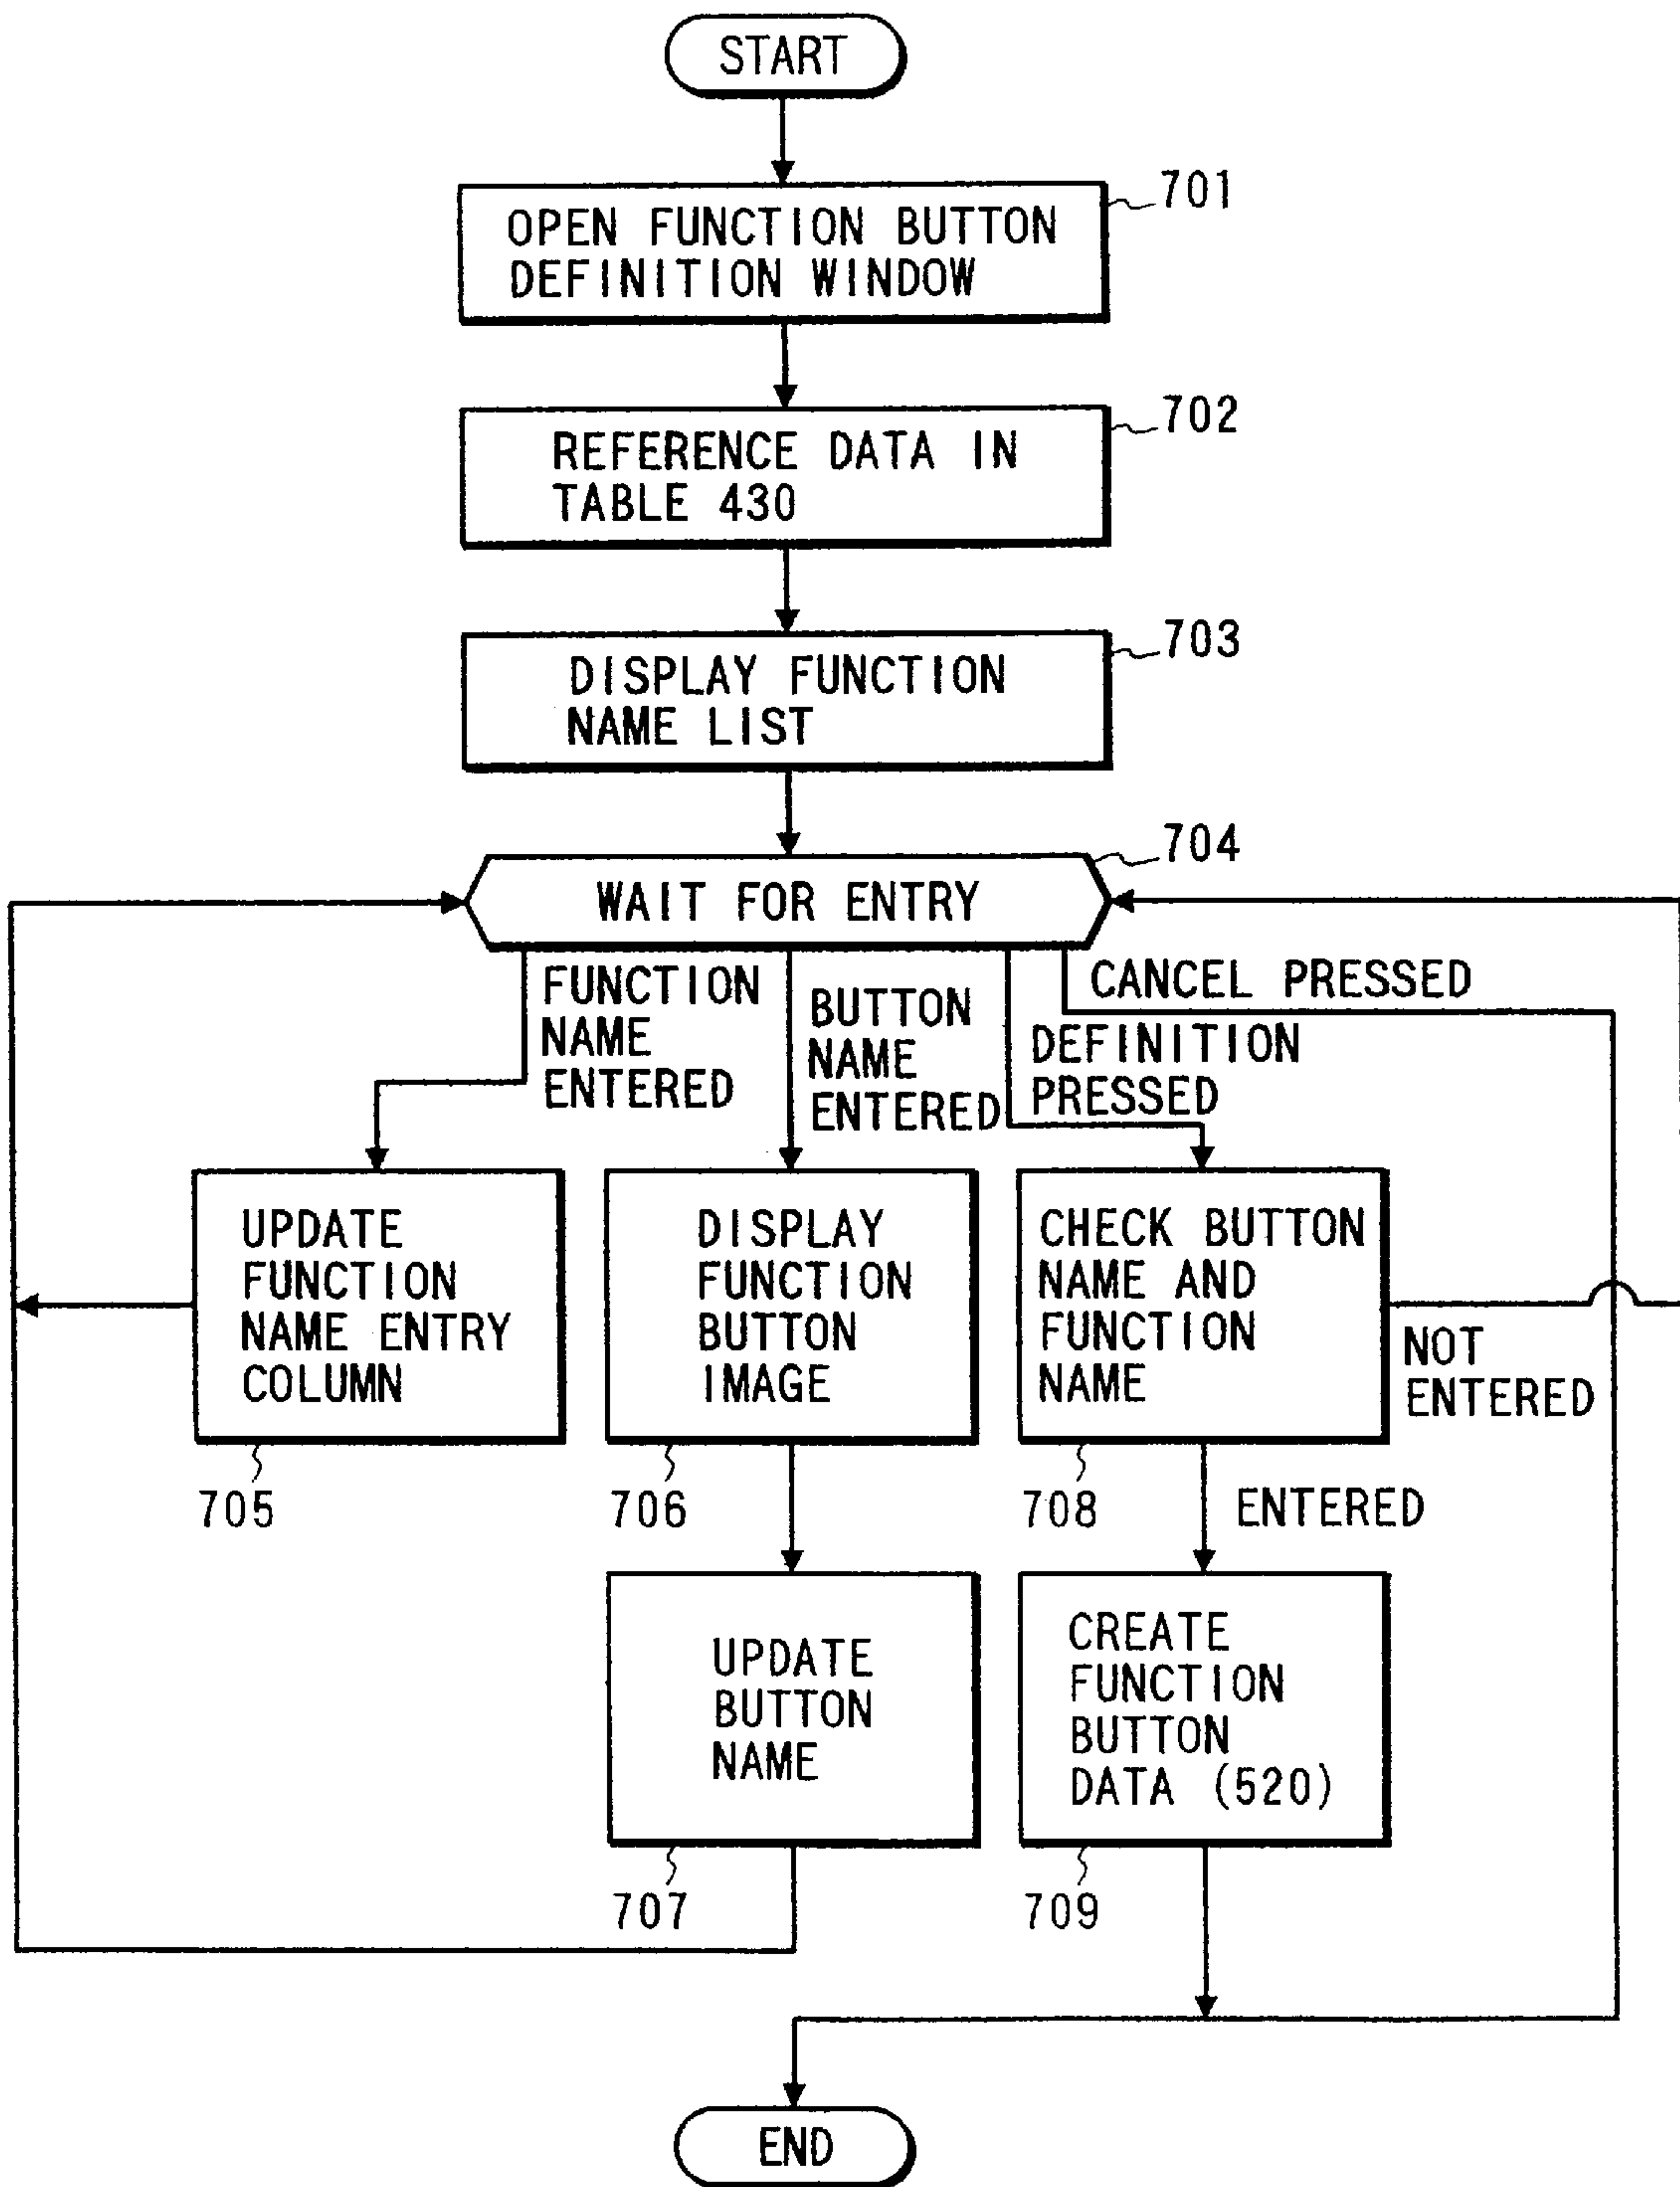 START
701
OPEN FUNCTION BUTTON
DEFINITION WINDOW
702
REFERENCE DATA IN
TABLE 430
703
DISPLAY FUNCTION
NAME LIST
704
WAIT FOR ENTRY
FUNCTION
NAME
ENTERED
BUTTON
NAME
ENTERED
DEFINITION
PRESSED
CANCEL PRESSED
UPDATE
FUNCTION
NAME ENTRY
COLUMN
705
DISPLAY
FUNCTION
BUTTON
IMAGE
706
CHECK BUTTON
NAME AND
FUNCTION
NAME
708
NOT
ENTERED
ENTERED
UPDATE
BUTTON
NAME
707
CREATE
FUNCTION
BUTTON
DATA (520)
709
END